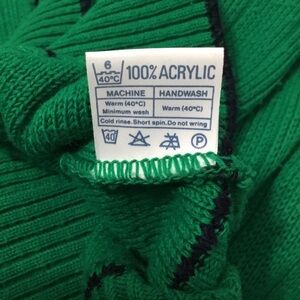 6
40°C
100% ACRYLIC
MACHINE HANDWASH
Warm (40°C)
Minimum wash
Warm (40°C)
Cold rinse. Short spin. Do not wring
40 P